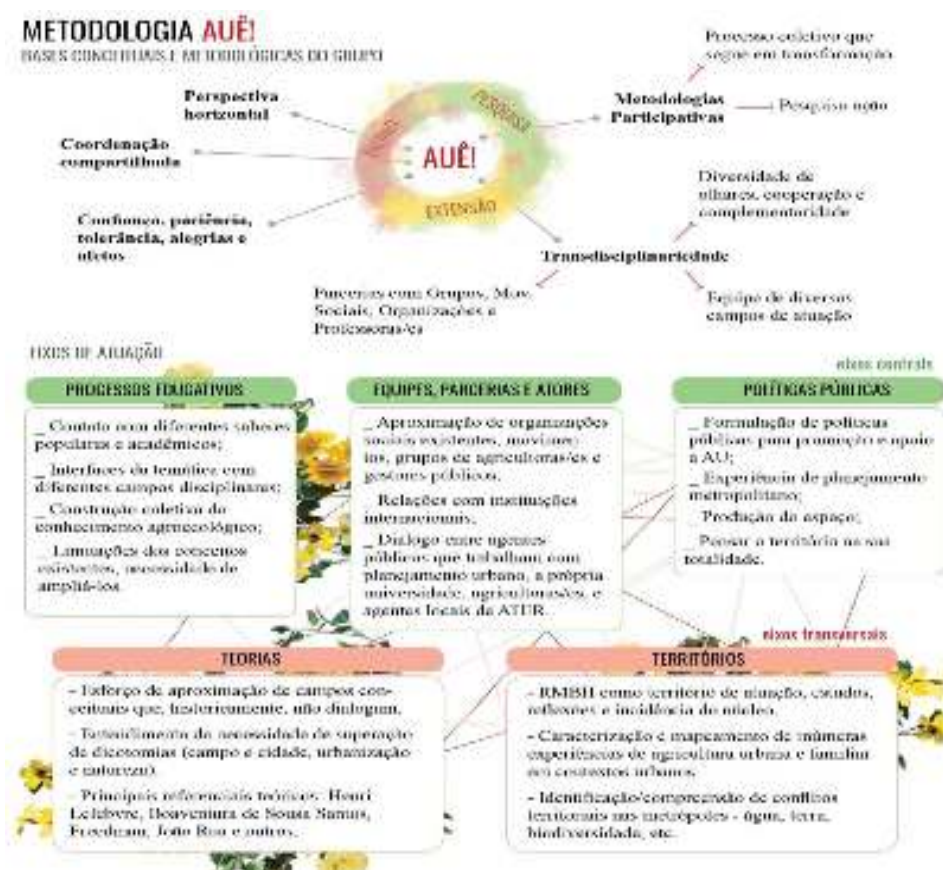 METODOLOGIA AUÊ!
BASES CONCEITUAIS E METODOLÓGICAS DO GRUPO
Processo coletivo que
segue em transformação
Perspectiva
horizontal
PESQUISA
Metodologias
Participativas
Pesquisa ação
Coordenação
compartilhada
AUÊ!
EXTENSÃO
Diversidade de
olhares, cooperação e
complementaridade
Confiança, paciência,
tolerância, alegrias e
afetos
Transdisciplinariedade
Parcerias com Grupos, Mov.
Sociais, Organizações e
Professoras/es
Equipe de diversos
campos de atuação
EIXOS DE ATUAÇÃO
eixos centrais
PROCESSOS EDUCATIVOS
_ Contato com diferentes saberes
populares e acadêmicos;
_ Interfaces da temática com
diferentes campos disciplinares;
_ Construção coletiva do
conhecimento agroecológico;
_ Limitações dos conceitos
existentes, necessidade de
ampliá-los.
EQUIPES, PARCERIAS E ATORES
_ Aproximação de organizações
sociais existentes, movimen-
tos, grupos de agricultoras/es e
gestores públicos.
_ Relações com instituições
internacionais.
_ Diálogo entre agentes
públicos que trabalham com
planejamento urbano, a própria
universidade, agricultoras/es, e
agentes locais de ATER.
POLÍTICAS PÚBLICAS
_ Formulação de políticas
públicas para promoção e apoio
a AU;
_ Experiência de planejamento
metropolitano;
_ Produção do espaço;
_ Pensar o território na sua
totalidade.
eixos transversais
TEORIAS
- Esforço de aproximação de campos con-
ceituais que, historicamente, não dialogam.
- Entendimento da necessidade de superação
de dicotomias (campo e cidade, urbanização
e natureza).
- Principais referenciais teóricos: Henri
Lefebvre, Boaventura de Sousa Santos,
João Rua e outros.
TERRITÓRIOS
- RMBH como território de atuação, estudos,
reflexões e incidência do núcleo.
- Caracterização e mapeamento de inúmeras
experiências de agricultura urbana e familiar
em contextos urbanos.
- Identificação/compreensão de conflitos
territoriais nas metrópoles - água, terra,
biodiversidade, etc.